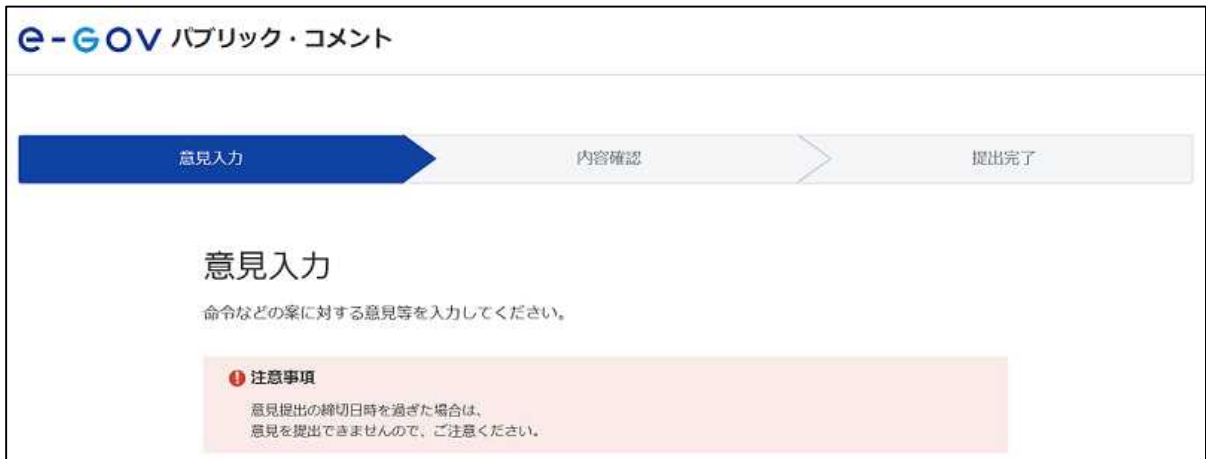 e-GOV パブリック・コメント
意見入力 内容確認 提出完了
意見入力
命令などの案に対する意見等を入力してください。
注意事項
意見提出の締切日時を過ぎた場合は、
意見を提出できませんので、ご注意ください。